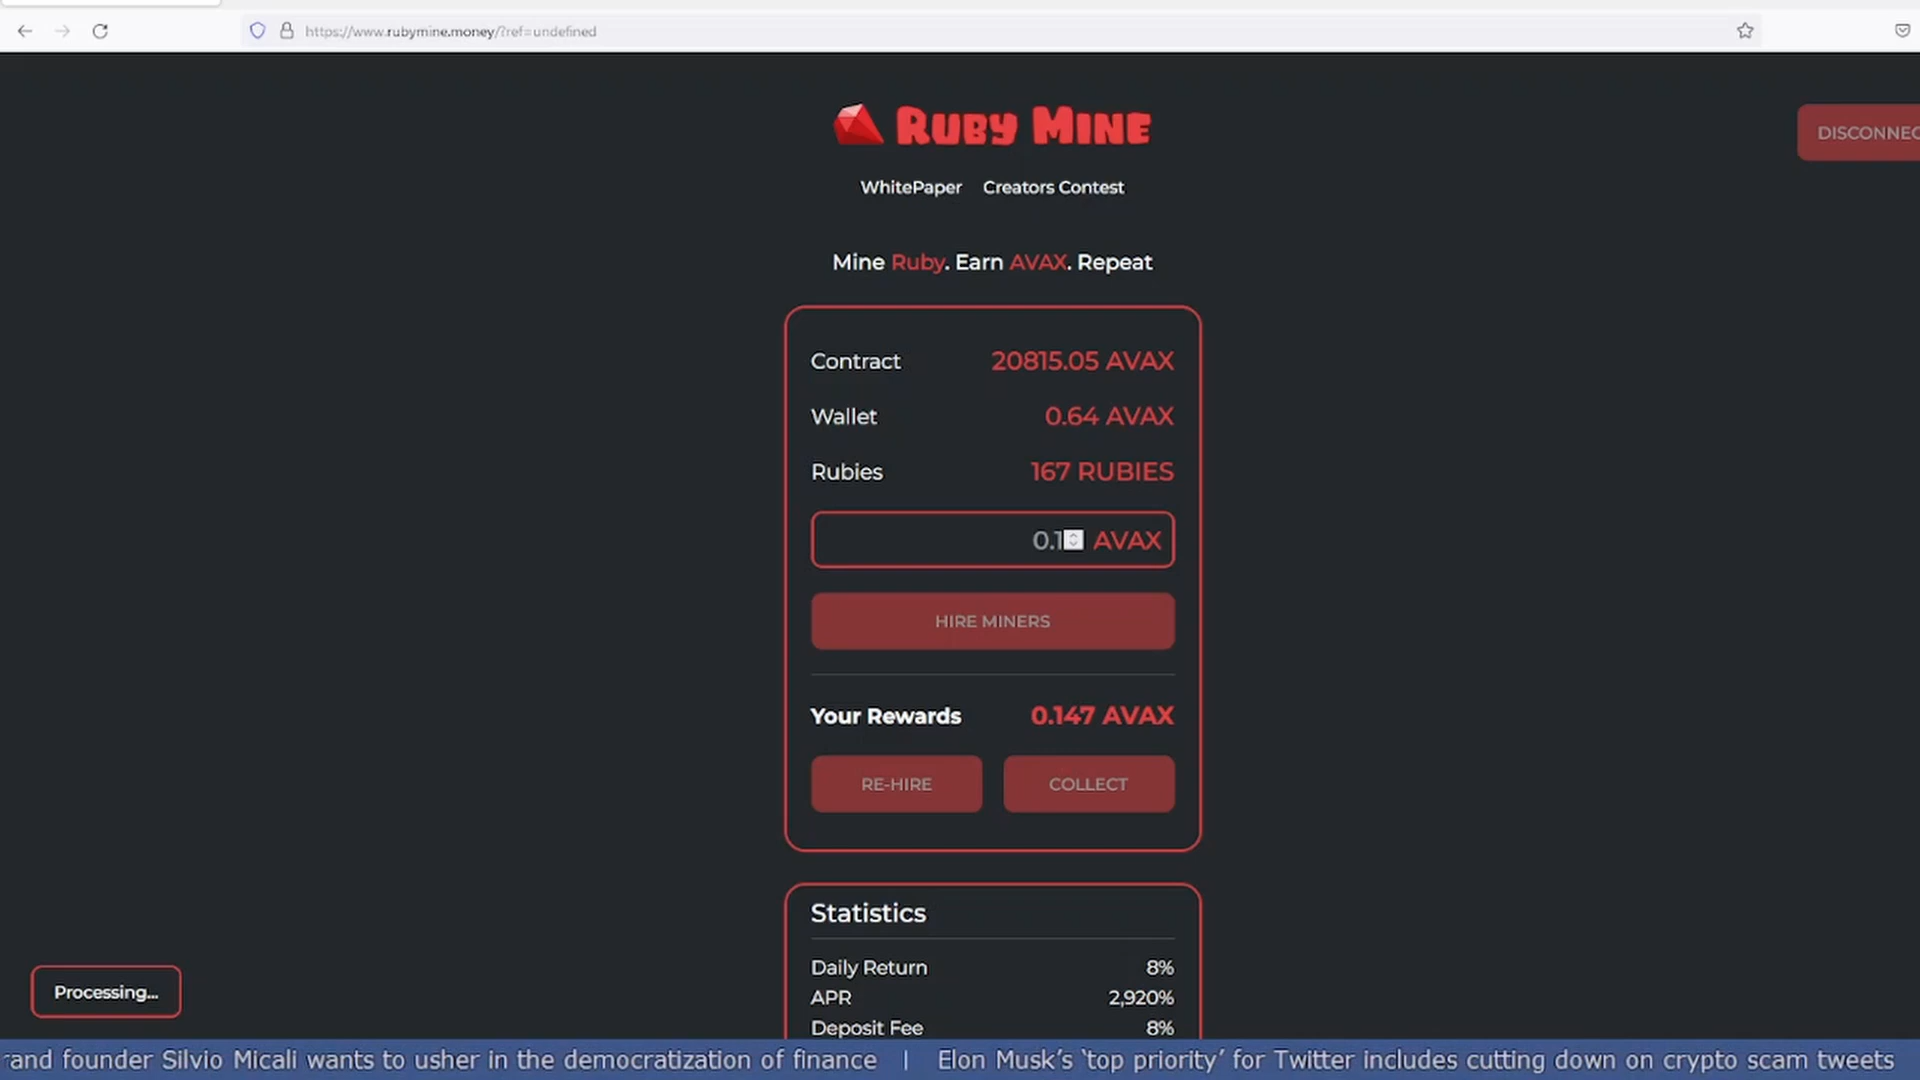 https://www.rubymine.money/?ref=undefined
Ruby Mine
DISCONNEC
WhitePaper Creators Contest
Mine Ruby. Earn AVAX. Repeat
Contract 20815.05 AVAX
Wallet 0.64 AVAX
Rubies 167 RUBIES
0.1 AVAX
HIRE MINERS
Your Rewards 0.147 AVAX
RE-HIRE COLLECT
Statistics
Daily Return 8%
APR 2,920%
Deposit Fee 8%
Processing...
rand founder Silvio Micali wants to usher in the democratization of finance | Elon Musk's 'top priority' for Twitter includes cutting down on crypto scam tweets